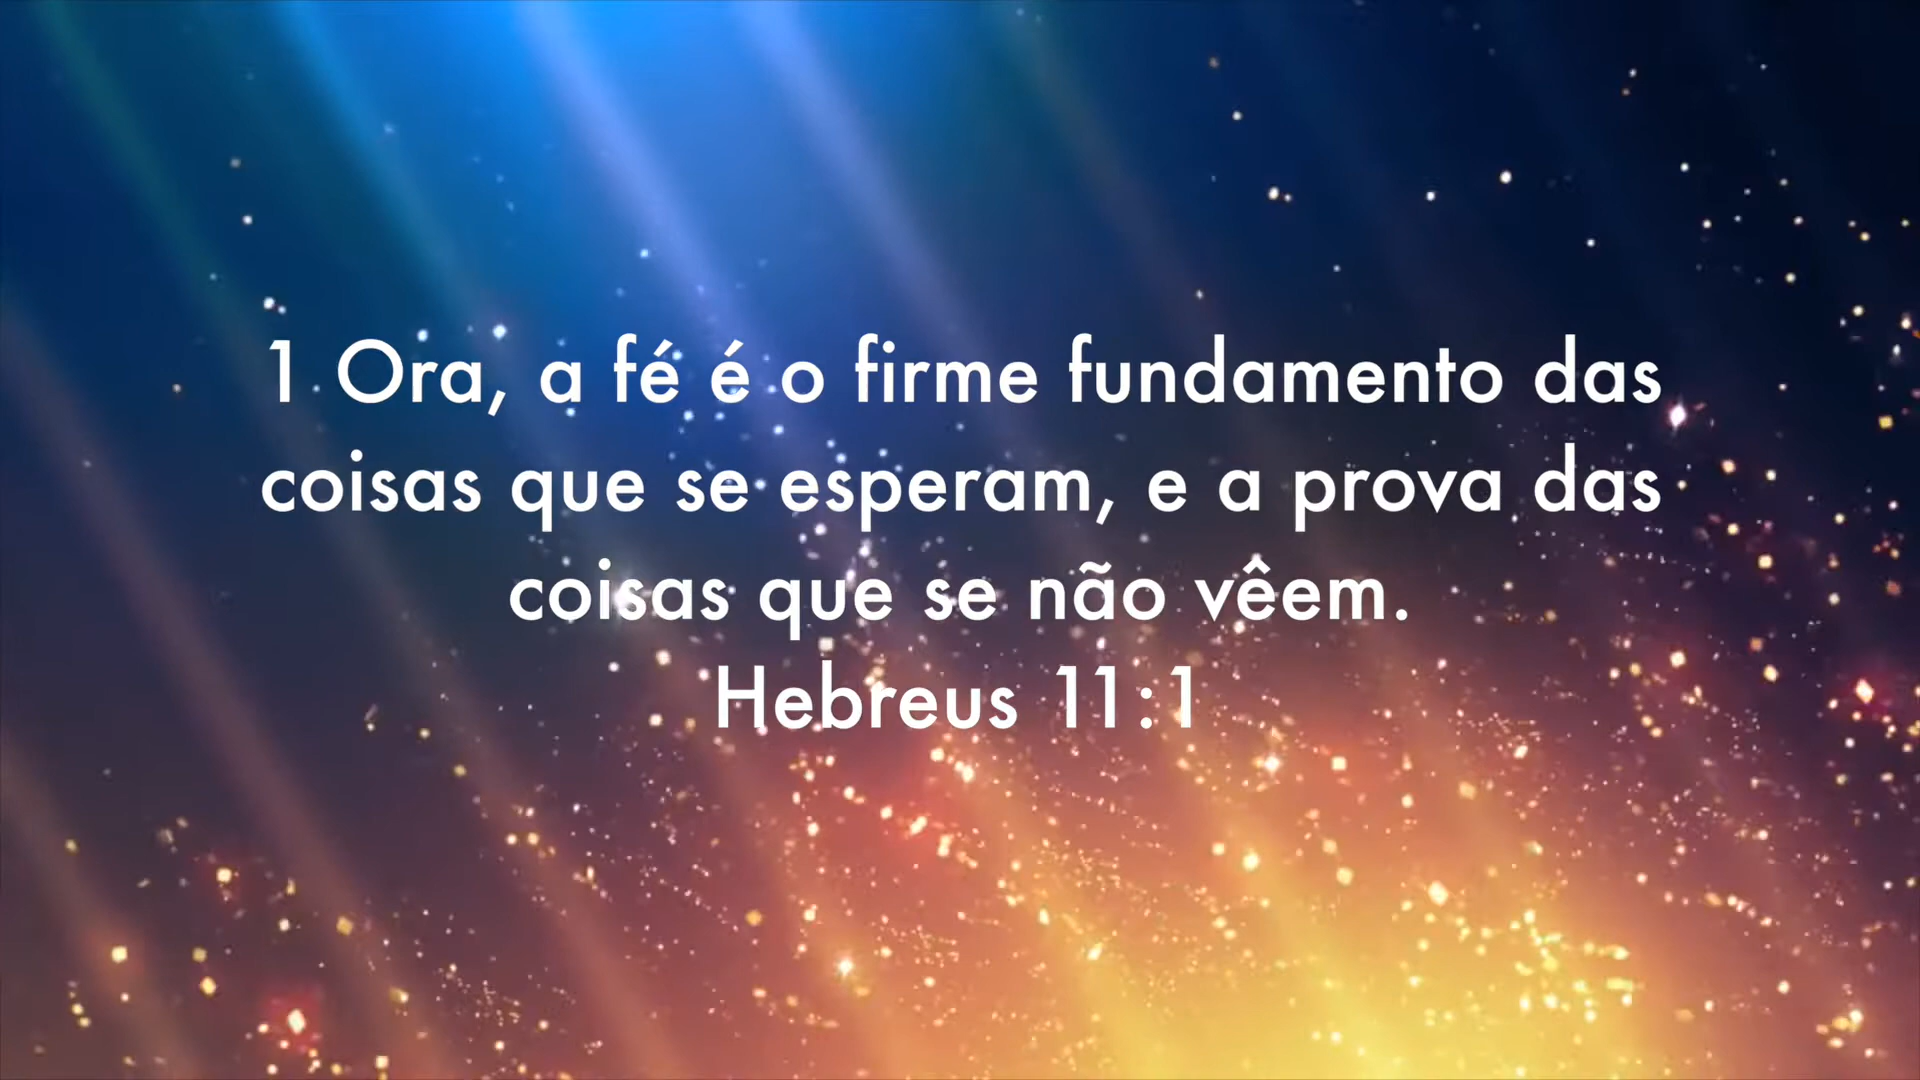 1 Ora, a fé é o firme fundamento das
coisas que se esperam, e a prova das
coisas que se não vêem.
Hebreus 11:1